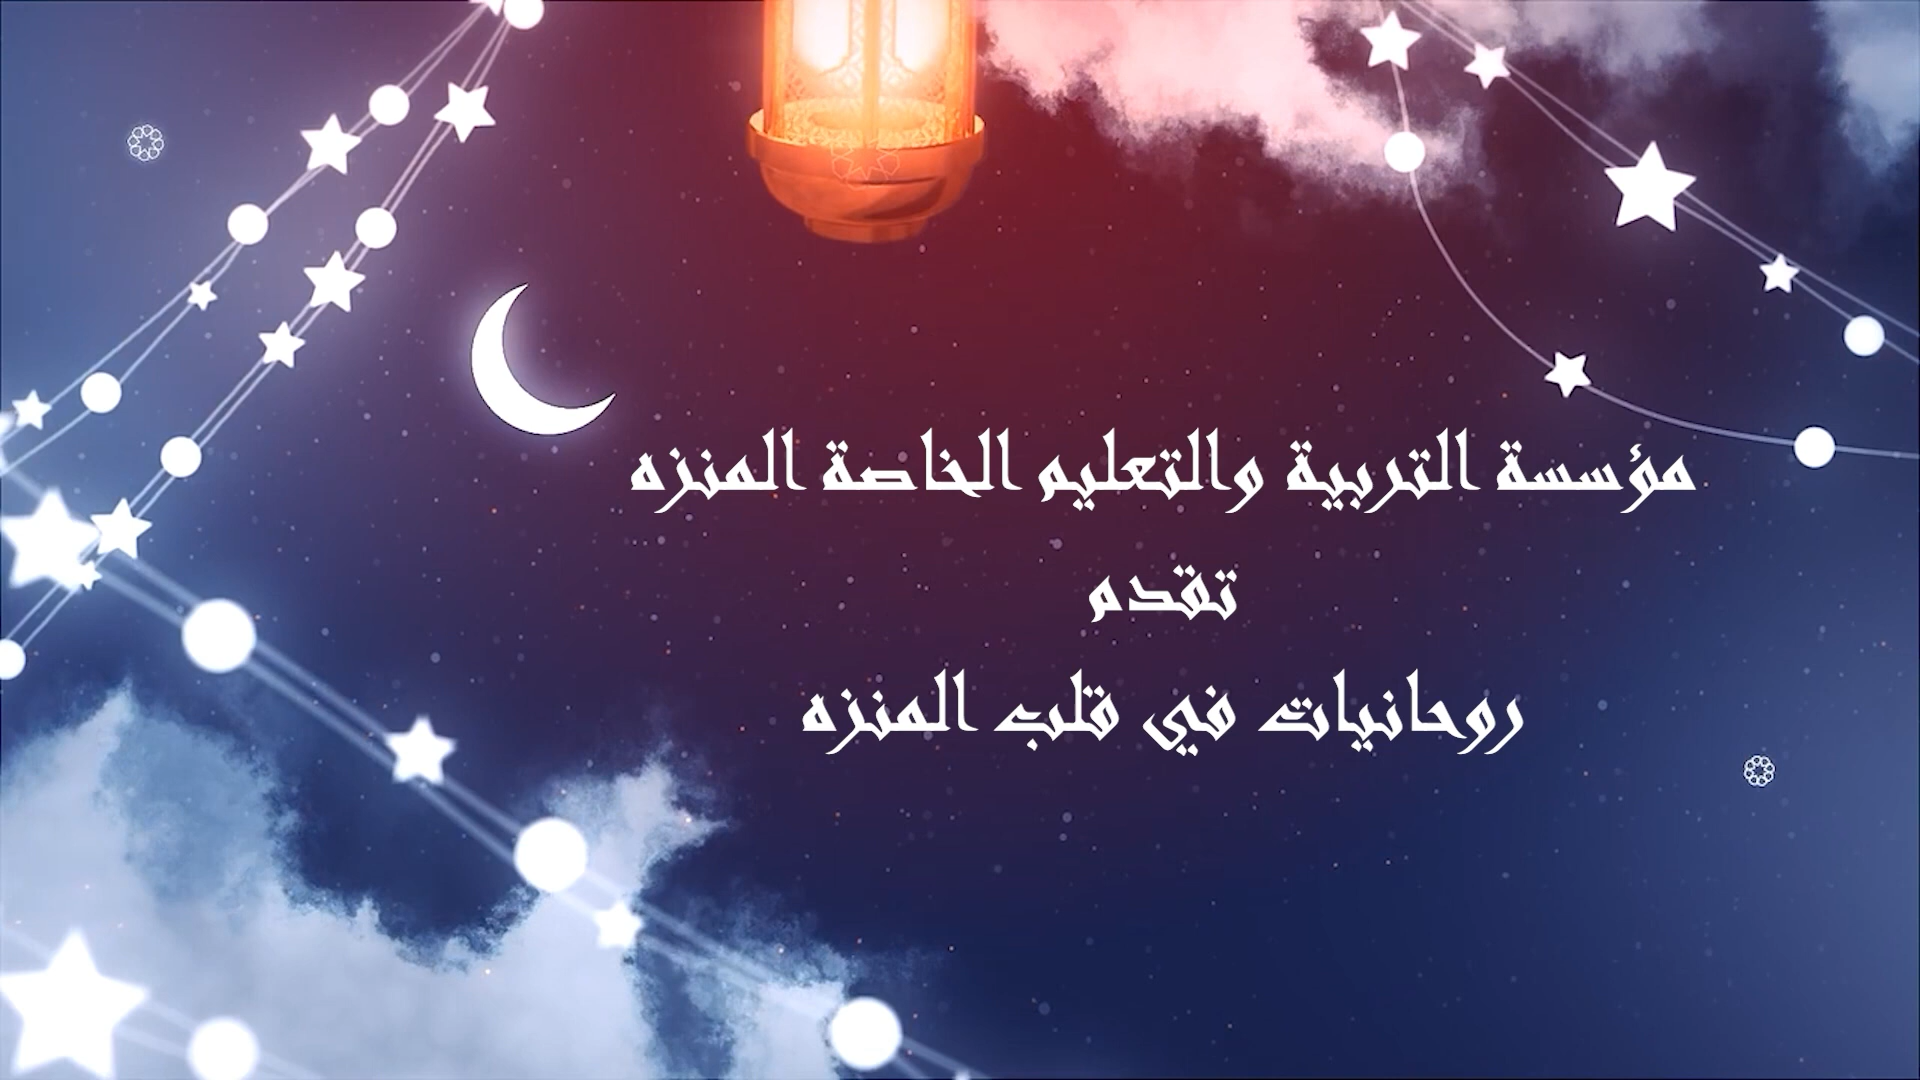 مؤسسة التربية والتعليم الخاصة المنزه
تقدم
روحانيات في قلب المنزه